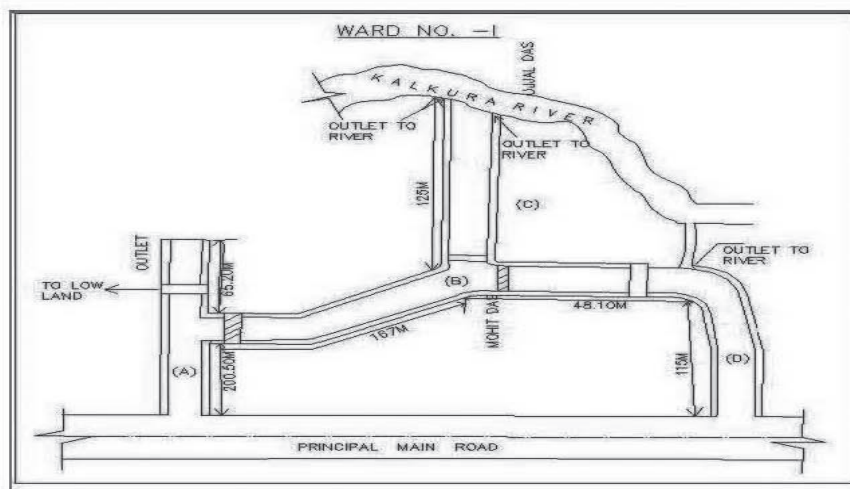 WARD NO. -I
KALKURA RIVER
UJJAL DAS
OUTLET TO
RIVER
OUTLET TO
RIVER
125M
(C)
OUTLET
65.20M
TO LOW
LAND
OUTLET TO
RIVER
(B)
MOHIT DAS
48.10M
167M
200.50M
(A)
115M
(D)
PRINCIPAL MAIN ROAD